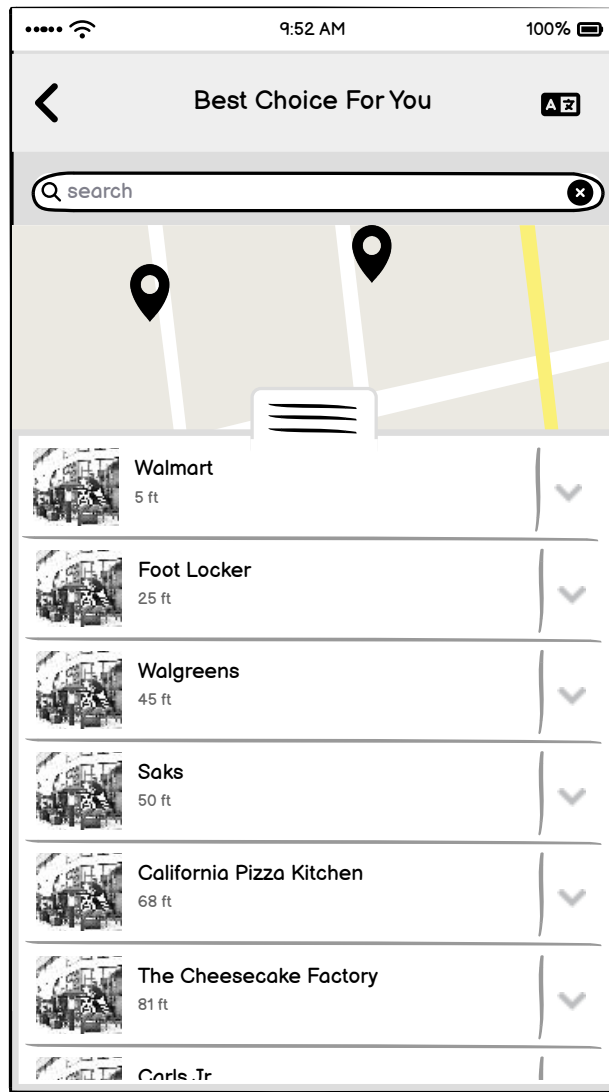 9:52 AM
100%
Best Choice For You
A 文
search
Walmart
5 ft
Foot Locker
25 ft
Walgreens
45 ft
Saks
50 ft
California Pizza Kitchen
68 ft
The Cheesecake Factory
81 ft
Carls Jr